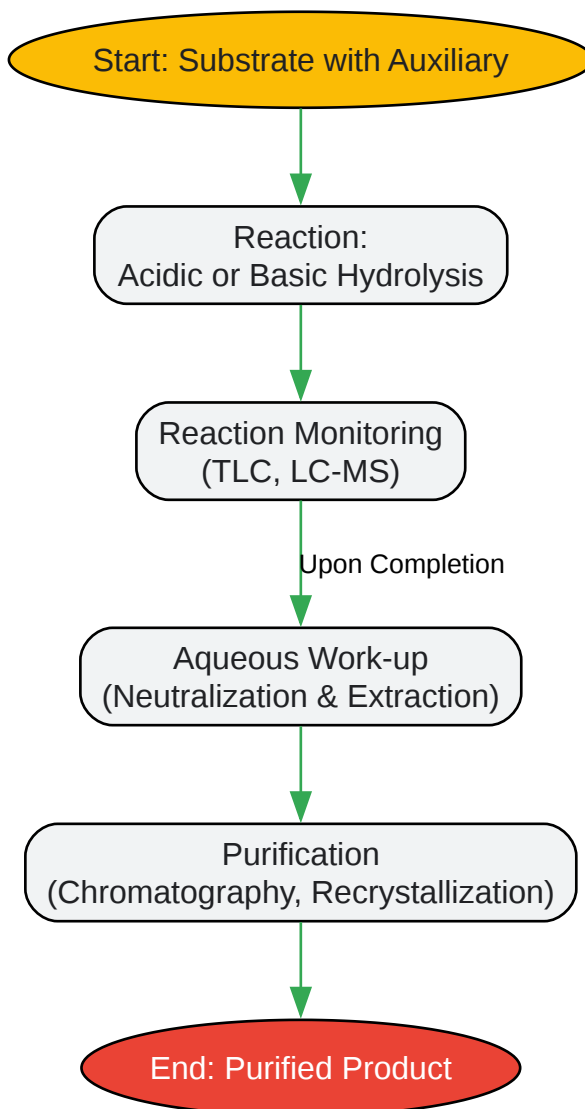 Start: Substrate with Auxiliary
Reaction:
Acidic or Basic Hydrolysis
Reaction Monitoring
(TLC, LC-MS)
Upon Completion
Aqueous Work-up
(Neutralization & Extraction)
Purification
(Chromatography, Recrystallization)
End: Purified Product